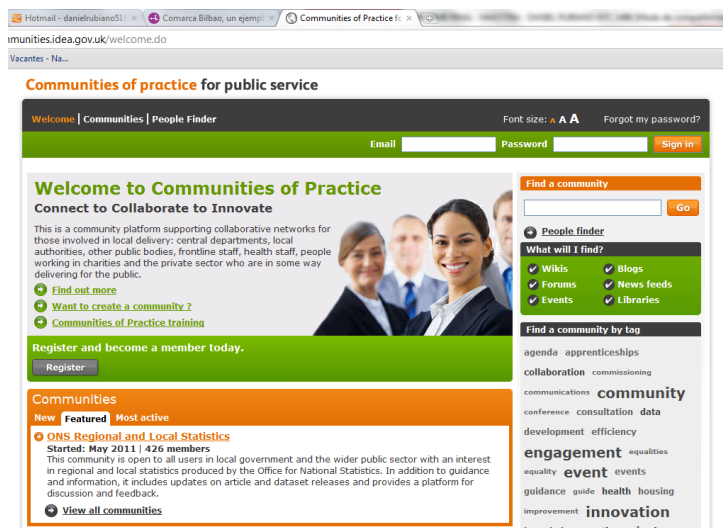 Hotmail - danielrubiano51
Comarca Bilbao, un ejemp
Communities of Practice fo
munities.idea.gov.uk/welcome.do
Vacantes - Na...
Communities of practice for public service
Welcome | Communities | People Finder
Font size: A A A
Forgot my password?
Email
Password
Sign in
Welcome to Communities of Practice
Connect to Collaborate to Innovate
This is a community platform supporting collaborative networks for
those involved in local delivery: central departments, local
authorities, other public bodies, frontline staff, health staff, people
working in charities and the private sector who are in some way
delivering for the public.
Find out more
Want to create a community ?
Communities of Practice training
Register and become a member today.
Register
Communities
New Featured Most active
ONS Regional and Local Statistics
Started: May 2011 | 426 members
This community is open to all users in local government and the wider public sector with an interest
in regional and local statistics produced by the Office for National Statistics. In addition to guidance
and information, it includes updates on article and dataset releases and provides a platform for
discussion and feedback.
View all communities
Find a community
Go
People finder
What will I find?
Wikis
Blogs
Forums
News feeds
Events
Libraries
Find a community by tag
agenda apprenticeships
collaboration commissioning
communications community
conference consultation data
development efficiency
engagement equalities
equality event events
guidance guide health housing
improvement innovation